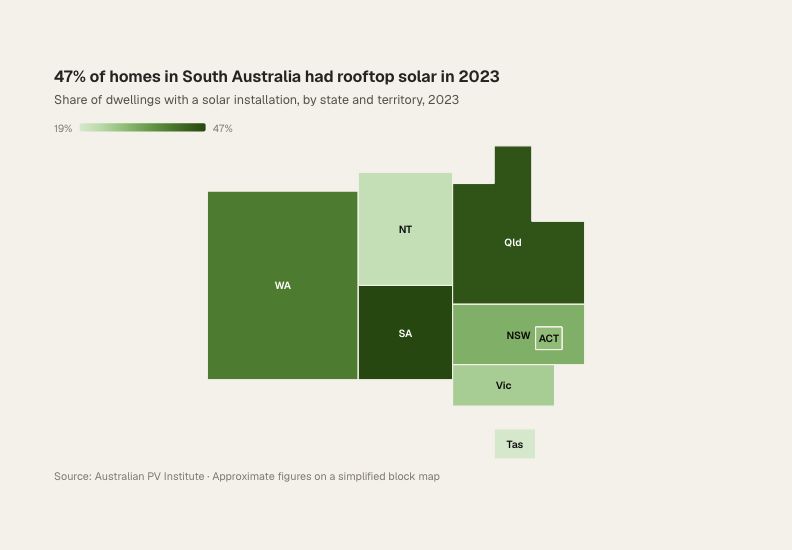 47% of homes in South Australia had rooftop solar in 2023
Share of dwellings with a solar installation, by state and territory, 2023
19% 47%
NT
Qld
WA
SA
NSW ACT
Vic
Tas
Source: Australian PV Institute · Approximate figures on a simplified block map